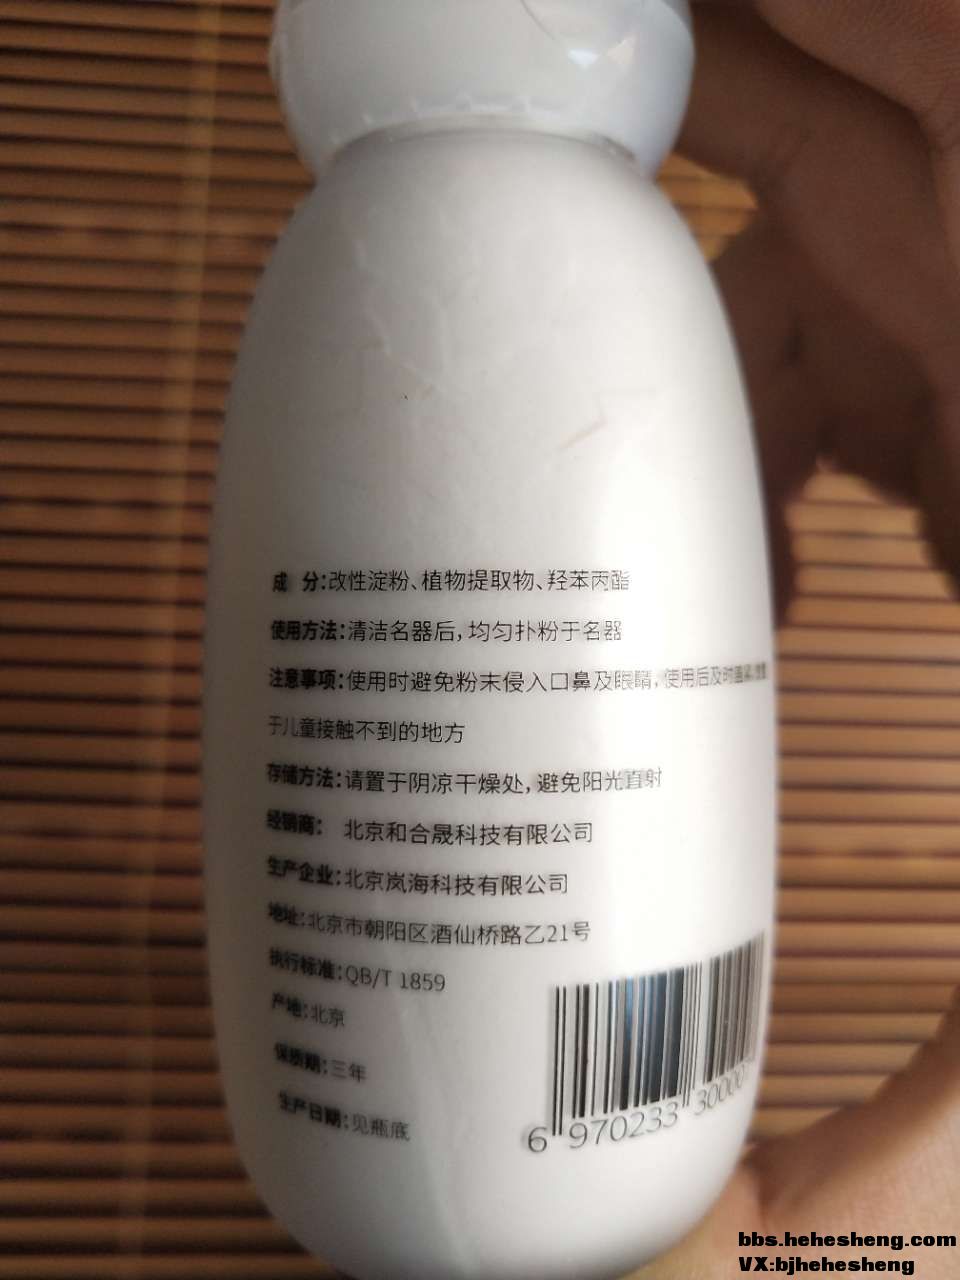 成 分：改性淀粉、植物提取物、羟苯丙酯
使用方法：清洁名器后，均匀扑粉于名器
注意事项：使用时避免粉末侵入口鼻及眼睛，使用后及时盖紧
于儿童接触不到的地方
存储方法：请置于阴凉干燥处，避免阳光直射
经销商： 北京和合晟科技有限公司
生产企业：北京岚海科技有限公司
地址：北京市朝阳区酒仙桥路乙21号
执行标准：QB/T 1859
产地：北京
保质期：三年
生产日期：见瓶底
6 970233 30000
bbs.hehesheng.com
VX:bjhehesheng